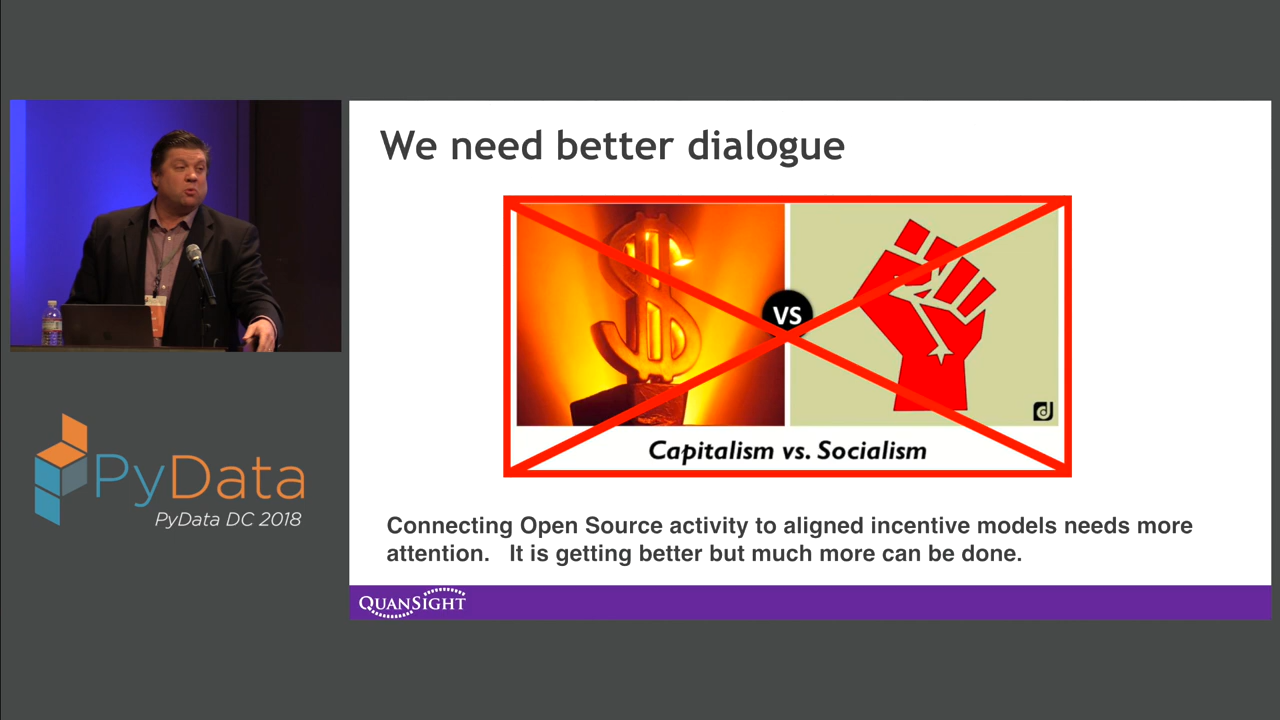 We need better dialogue
VS
Capitalism vs. Socialism
Connecting Open Source activity to aligned incentive models needs more
attention. It is getting better but much more can be done.
QUANSIGHT
PyData
PyData DC 2018